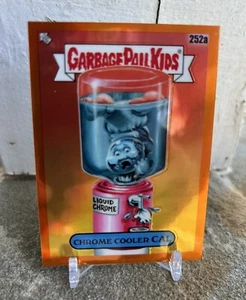 252a
GARBAGE PAIL KIDS
LIQUID
CHROME
CHROME COOLER CAL